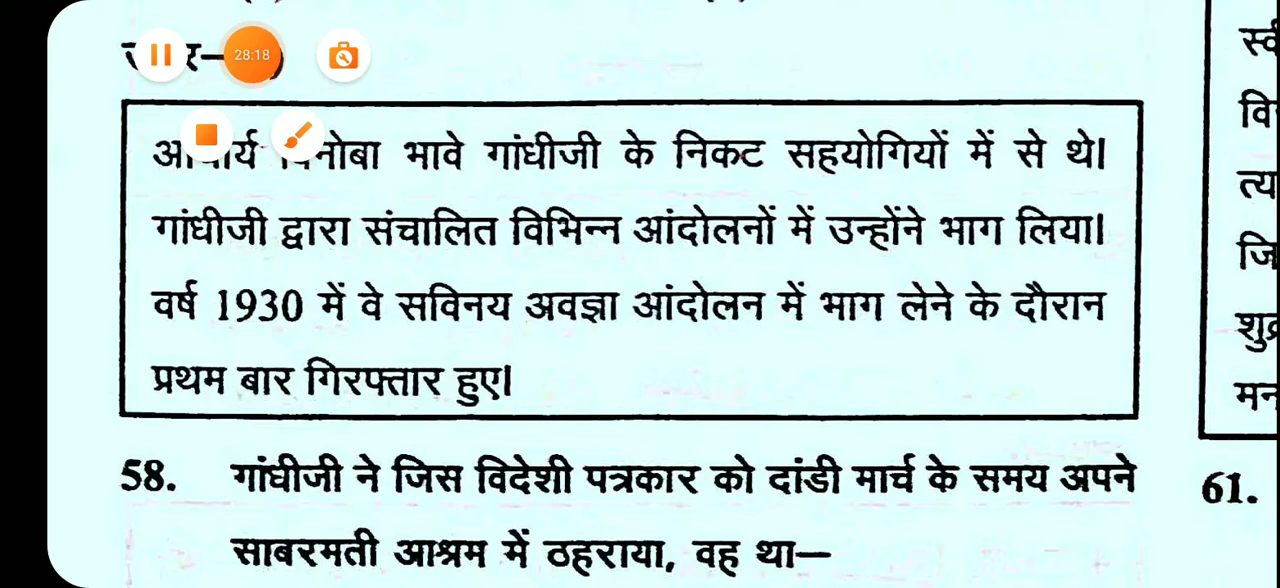 28:18
आचार्य विनोबा भावे गांधीजी के निकट सहयोगियों में से थे।
गांधीजी द्वारा संचालित विभिन्न आंदोलनों में उन्होंने भाग लिया।
वर्ष 1930 में वे सविनय अवज्ञा आंदोलन में भाग लेने के दौरान
प्रथम बार गिरफ्तार हुए।
58. गांधीजी ने जिस विदेशी पत्रकार को दांडी मार्च के समय अपने
साबरमती आश्रम में ठहराया, वह था—
वि
त्य
जि
मन
61.